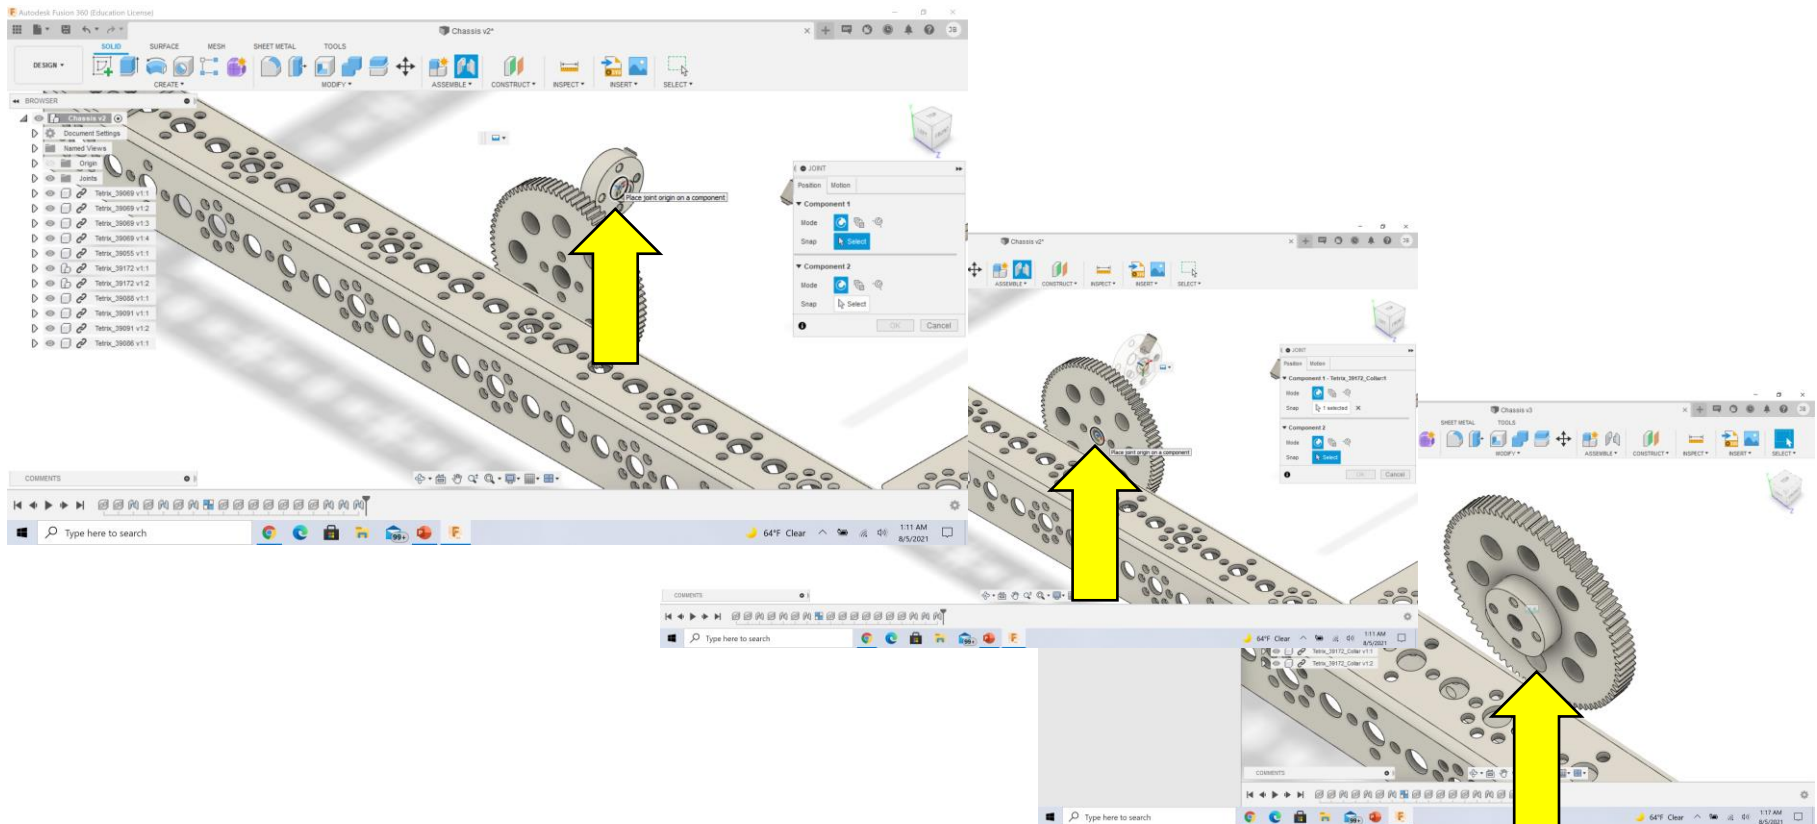 Autodesk Fusion 360 (Education License)
Chassis v2*
SOLID SURFACE MESH SHEET METAL TOOLS
DESIGN
CREATE MODIFY ASSEMBLE CONSTRUCT INSPECT INSERT SELECT
BROWSER
Chassis v2
Document Settings
Named Views
Origin
Joints
Tetrix_39069 v1:1
Tetrix_39069 v1:2
Tetrix_39069 v1:3
Tetrix_39069 v1:4
Tetrix_39055 v1:1
Tetrix_39172 v1:1
Tetrix_39172 v1:2
Tetrix_39088 v1:1
Tetrix_39091 v1:1
Tetrix_39091 v1:2
Tetrix_39086 v1:1
TOP
LEFT FRONT
Z
Place joint origin on a component
JOINT
Position Motion
Component 1
Mode
Snap Select
Component 2
Mode
Snap Select
OK Cancel
COMMENTS
Type here to search
99+
64°F Clear
1:11 AM
8/5/2021
Chassis v2*
ASSEMBLE CONSTRUCT INSPECT INSERT SELECT
Place joint origin on a component
JOINT
Position Motion
Component 1 - Tetrix_39172_Collar:1
Mode
Snap 1 selected
Component 2
Mode
Snap Select
OK Cancel
COMMENTS
Type here to search
99+
64°F Clear
1:11 AM
8/5/2021
Chassis v3
SHEET METAL TOOLS
MODIFY ASSEMBLE CONSTRUCT INSPECT INSERT SELECT
Tetrix_39172_Collar v1:1
Tetrix_39172_Collar v1:2
COMMENTS
Type here to search
99+
64°F Clear
1:17 AM
8/5/2021